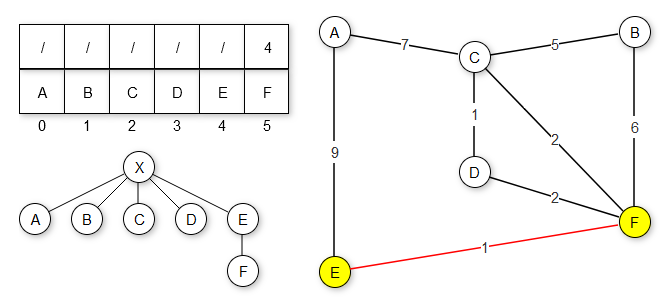 / / / / / 4
A B C D E F
0 1 2 3 4 5
X
A B C D E
F
A B
7 5
C
1
9 2 6
D
2
F
1
E